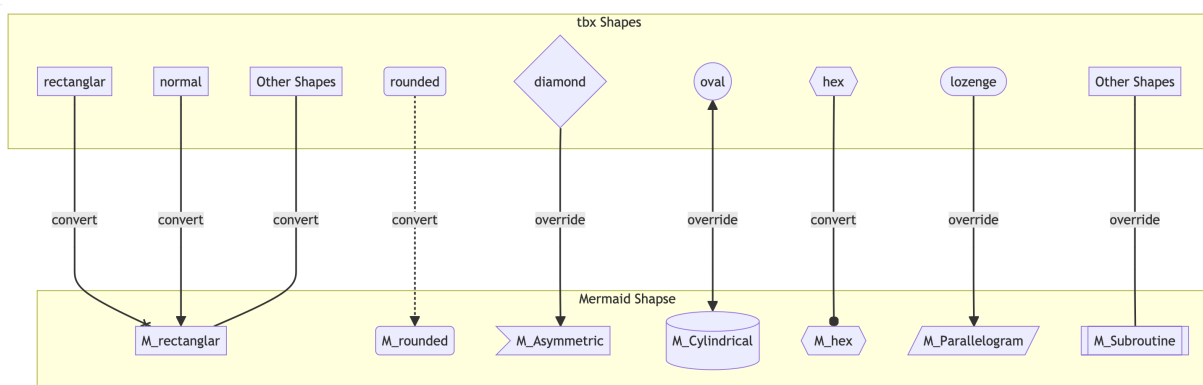 tbx Shapes
rectanglar
normal
Other Shapes
rounded
diamond
oval
hex
lozenge
Other Shapes
convert
convert
convert
convert
override
override
convert
override
override
Mermaid Shapse
M_rectanglar
M_rounded
M_Asymmetric
M_Cylindrical
M_hex
M_Parallelogram
M_Subroutine